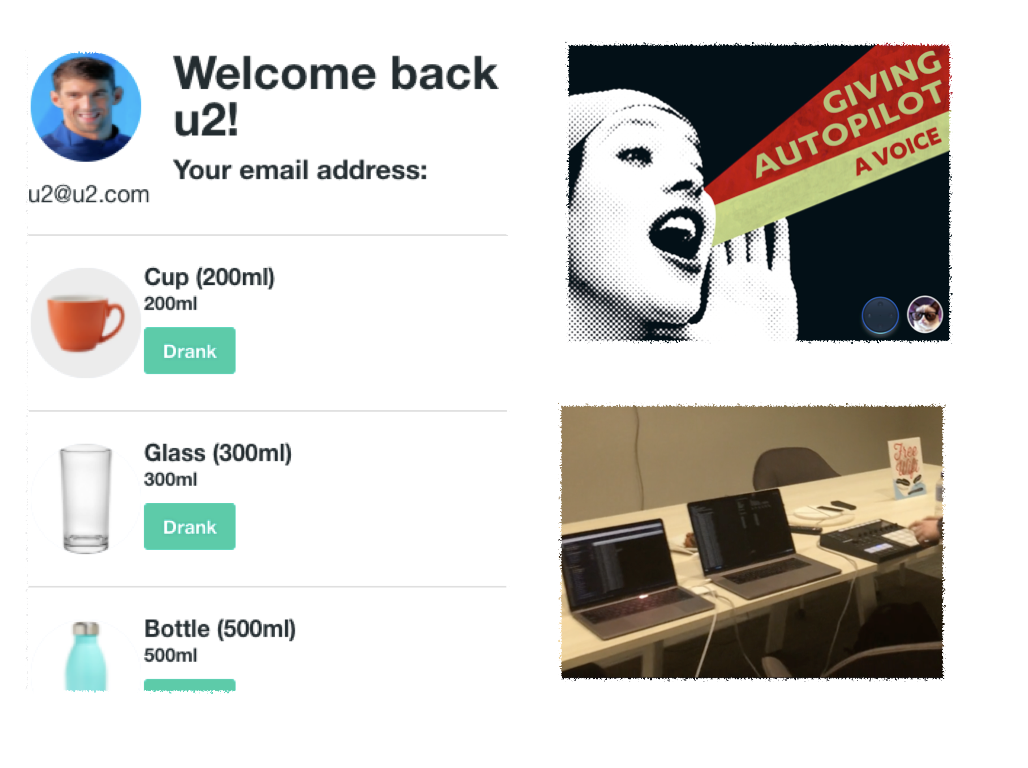 Welcome back
u2!
Your email address:
u2@u2.com
Cup (200ml)
200ml
Drank
Glass (300ml)
300ml
Drank
Bottle (500ml)
500ml
GIVING
AUTOPILOT
A VOICE
Free